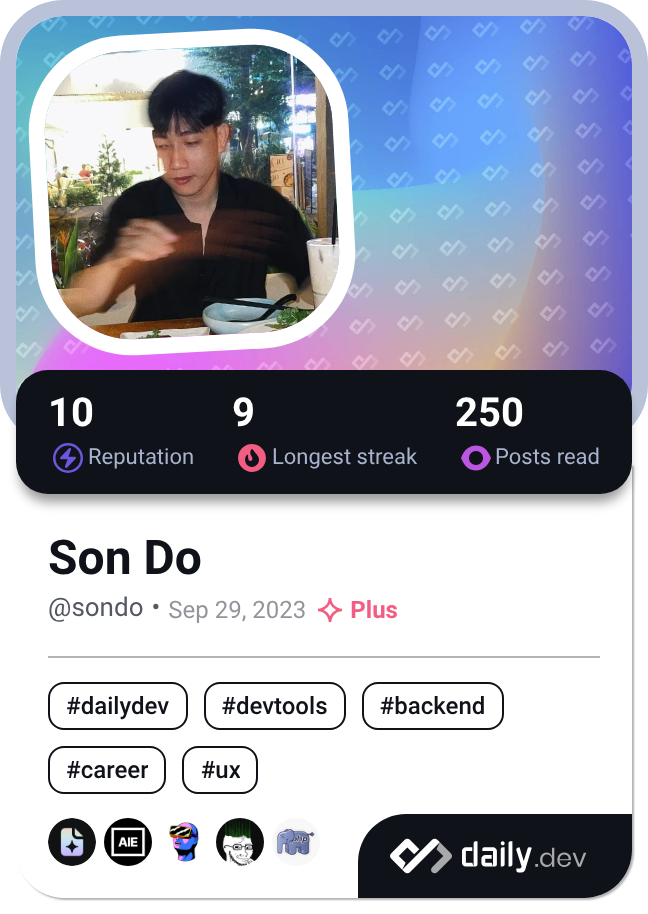 10 9 250
Reputation Longest streak Posts read
Son Do
@sondo • Sep 29, 2023 Plus
#dailydev #devtools #backend
#career #ux
AIE php
daily.dev